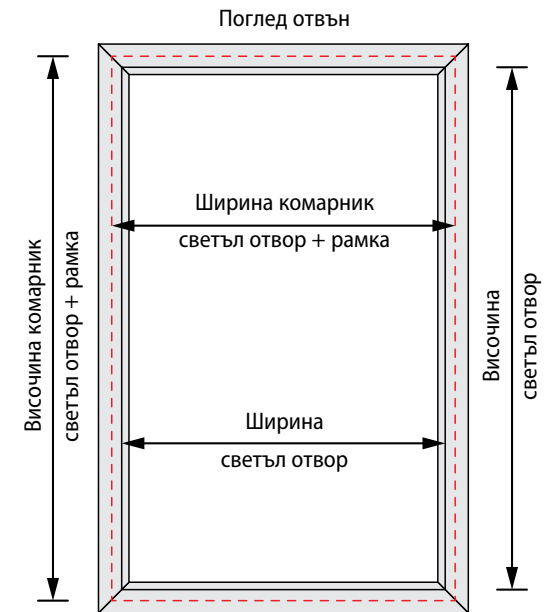 Поглед отвън
Ширина комарник
светъл отвор + рамка
Височина комарник
светъл отвор + рамка
Височина
светъл отвор
Ширина
светъл отвор